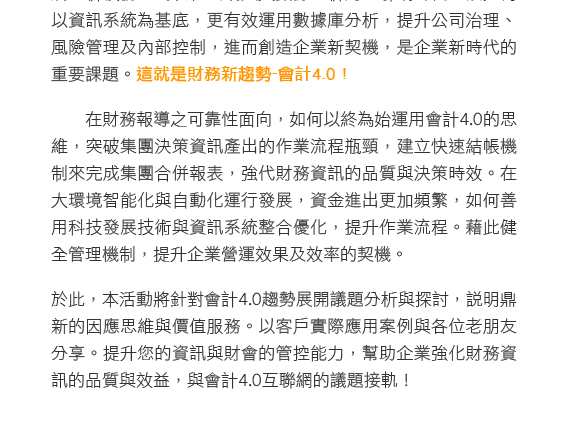 以資訊系統為基底，更有效運用數據庫分析，提升公司治理、
風險管理及內部控制，進而創造企業新契機，是企業新時代的
重要課題。這就是財務新趨勢-會計4.0！
在財務報導之可靠性面向，如何以終為始運用會計4.0的思
維，突破集團決策資訊產出的作業流程瓶頸，建立快速結帳機
制來完成集團合併報表，強代財務資訊的品質與決策時效。在
大環境智能化與自動化運行發展，資金進出更加頻繁，如何善
用科技發展技術與資訊系統整合優化，提升作業流程。藉此健
全管理機制，提升企業營運效果及效率的契機。
於此，本活動將針對會計4.0趨勢展開議題分析與探討，説明鼎
新的因應思維與價值服務。以客戶實際應用案例與各位老朋友
分享。提升您的資訊與財會的管控能力，幫助企業強化財務資
訊的品質與效益，與會計4.0互聯網的議題接軌！